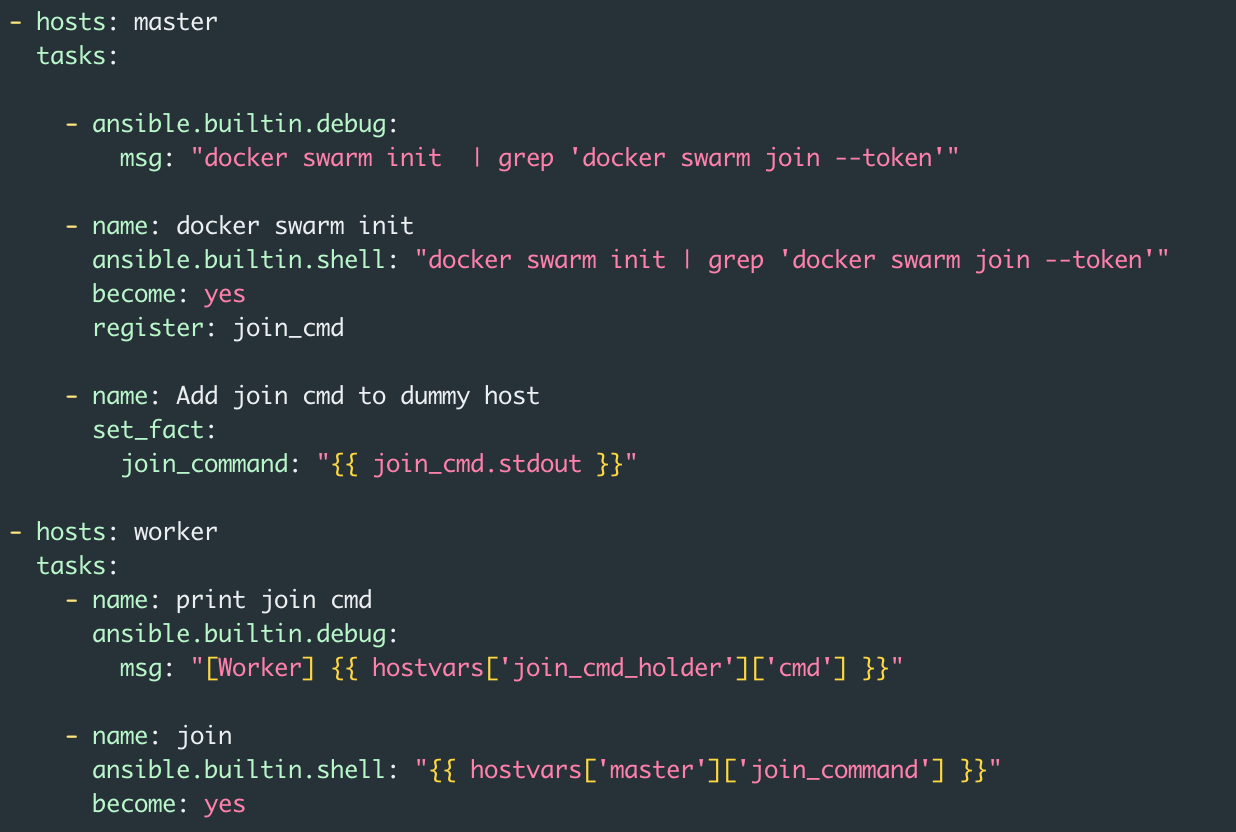 - hosts: master
  tasks:

    - ansible.builtin.debug:
        msg: "docker swarm init  | grep 'docker swarm join --token'"

    - name: docker swarm init
      ansible.builtin.shell: "docker swarm init | grep 'docker swarm join --token'"
      become: yes
      register: join_cmd

    - name: Add join cmd to dummy host
      set_fact:
        join_command: "{{ join_cmd.stdout }}"

- hosts: worker
  tasks:
    - name: print join cmd
      ansible.builtin.debug:
        msg: "[Worker] {{ hostvars['join_cmd_holder']['cmd'] }}"

    - name: join
      ansible.builtin.shell: "{{ hostvars['master']['join_command'] }}"
      become: yes